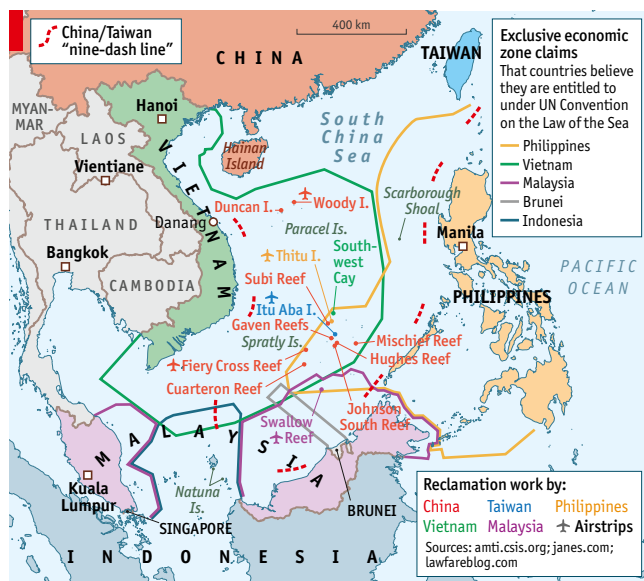 China/Taiwan
“nine-dash line”
400 km
CHINA
TAIWAN
Exclusive economic
zone claims
That countries believe
they are entitled to
under UN Convention
on the Law of the Sea
Philippines
Vietnam
Malaysia
Brunei
Indonesia
MYAN-
MAR
Hanoi
LAOS
Vientiane
VIETNAM
Hainan
Island
South
China
Sea
Duncan I.
Woody I.
Scarborough
Shoal
Danang
Paracel Is.
THAILAND
Manila
Bangkok
Thitu I.
South-
west
Cay
PACIFIC
OCEAN
CAMBODIA
Subi Reef
Itu Aba I.
PHILIPPINES
Gaven Reefs
Spratly Is.
Mischief Reef
Hughes Reef
Fiery Cross Reef
Cuarteron Reef
Johnson
South Reef
Swallow
Reef
MALAYSIA
Kuala
Lumpur
Natuna
Is.
BRUNEI
SINGAPORE
INDONESIA
Reclamation work by:
China Taiwan Philippines
Vietnam Malaysia Airstrips
Sources: amti.csis.org; janes.com;
lawfareblog.com